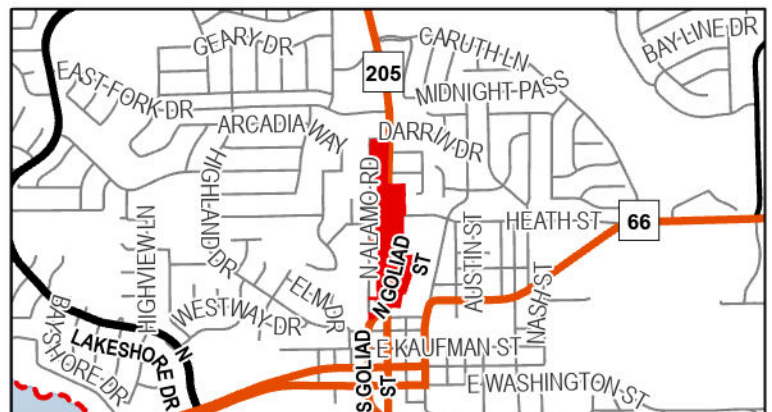 GEARY DR
CARUTH LN
BAY LINE DR
205
EAST FORK DR
MIDNIGHT PASS
ARCADIA WAY
DARRIN DR
HIGHLAND DR
N ALAMO RD
HIGHVIEW LN
AUSTIN ST
HEATH ST
66
N GOLIAD
ST
ELM DR
NASH ST
WESTWAY DR
BAYSHORE DR
N
LAKESHORE DR
E KAUFMAN ST
S GOLIAD
ST
E WASHINGTON ST